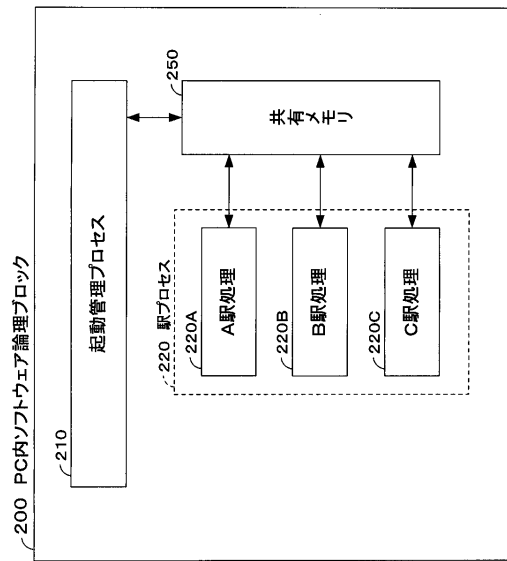 200 PC内ソフトウェア論理ブロック
210
起動管理プロセス
220 駅プロセス
220A
A駅処理
220B
B駅処理
220C
C駅処理
250
共有メモリ